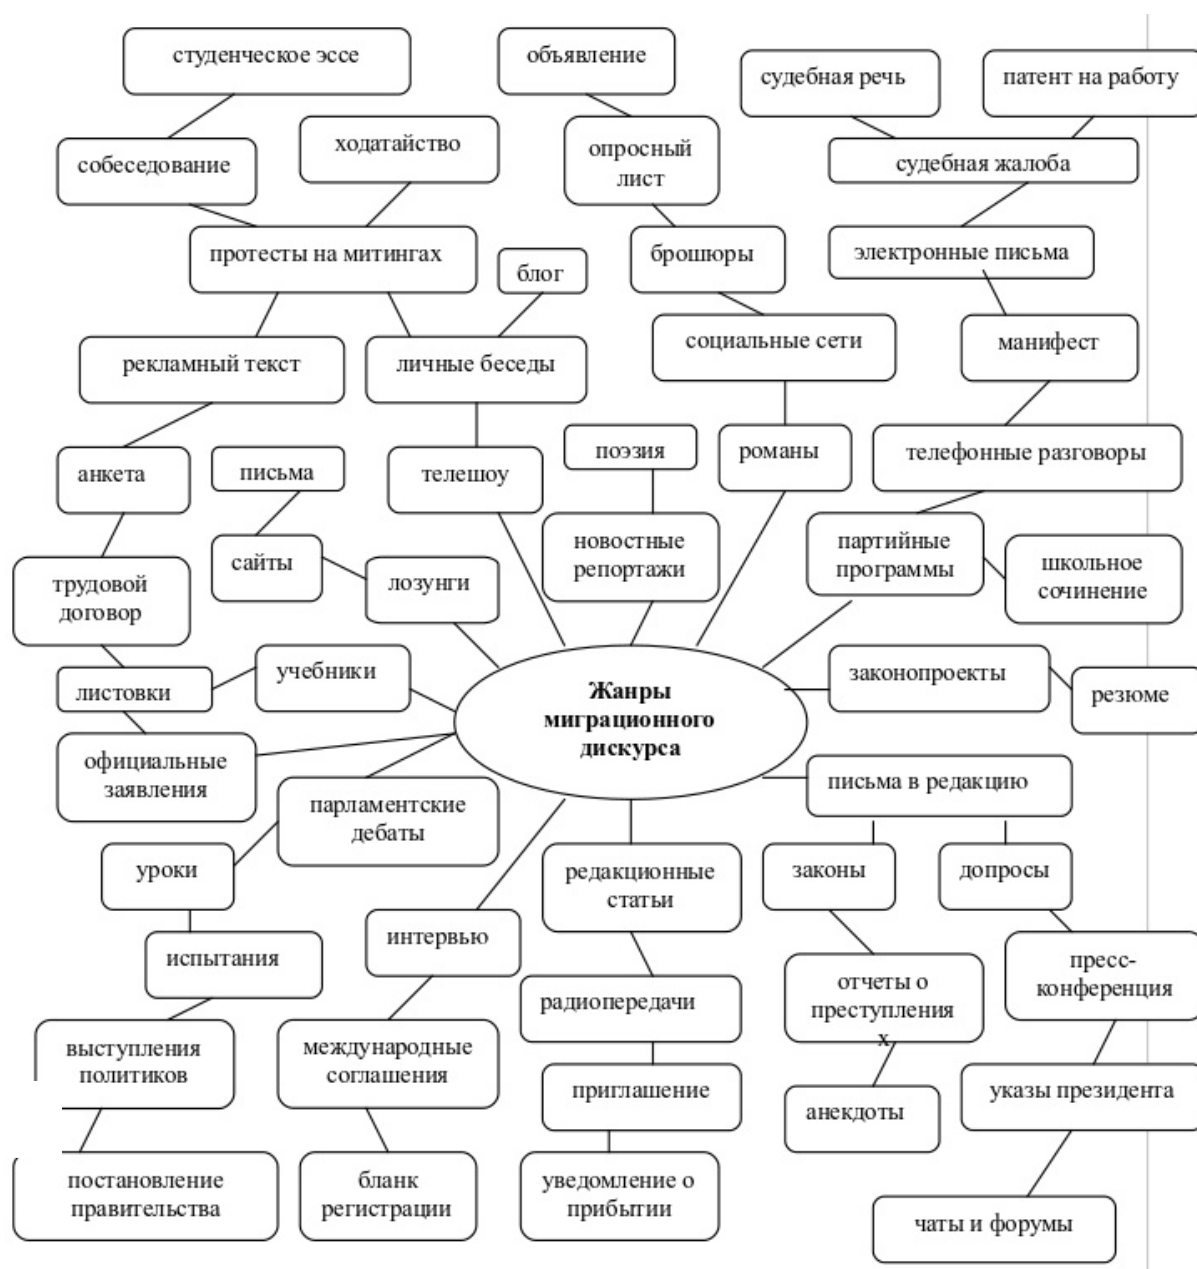 студенческое эссе
объявление
судебная речь
патент на работу
собеседование
ходатайство
опросный
лист
судебная жалоба
протесты на митингах
блог
брошюры
электронные письма
рекламный текст
личные беседы
социальные сети
манифест
анкета
письма
телешоу
поэзия
романы
телефонные разговоры
трудовой
договор
сайты
лозунги
новостные
репортажи
партийные
программы
школьное
сочинение
листовки
учебники
Жанры
миграционного
дискурса
законопроекты
резюме
официальные
заявления
парламентские
дебаты
письма в редакцию
уроки
редакционные
статьи
законы
допросы
испытания
интервью
радиопередачи
отчеты о
преступления
х
пресс-
конференция
выступления
политиков
международные
соглашения
приглашение
анекдоты
указы президента
постановление
правительства
бланк
регистрации
уведомление о
прибытии
чаты и форумы